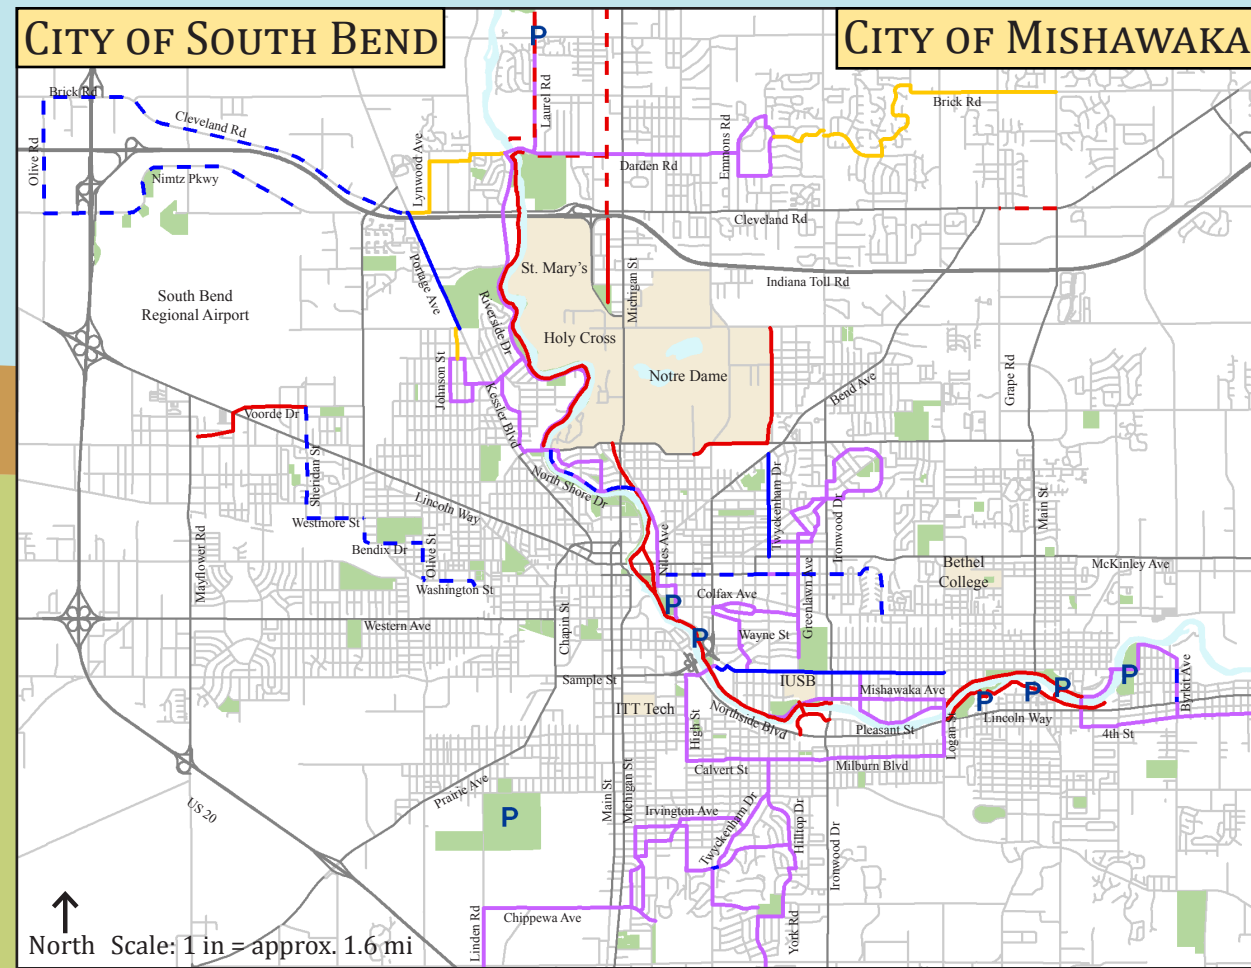 CITY OF SOUTH BEND
CITY OF MISHAWAKA
P
Laurel Rd
Brick Rd
Brick Rd
Cleveland Rd
Olive Rd
Nimtz Pkwy
Lynwood Ave
Emmons Rd
Darden Rd
Cleveland Rd
Portage Ave
St. Mary's
Michigan St
Indiana Toll Rd
South Bend
Regional Airport
Riverside Dr
Holy Cross
Johnson St
Notre Dame
Bend Ave
Grape Rd
Kessler Blvd
Voorde Dr
Sheridan St
North Shore Dr
Lincoln Way
Twyckenham Dr
Ironwood Dr
Main St
Westmore St
Bendix Dr
Olive St
Mayflower Rd
Washington St
Niles Ave
Bethel
College
McKinley Ave
P
Colfax Ave
Greenlawn Ave
Chapin St
Western Ave
P
Wayne St
Sample St
IUSB
Mishawaka Ave
P
P
P
P
Byrkit Ave
ITT Tech
High St
Northside Blvd
Pleasant St
Logan St
Lincoln Way
4th St
Calvert St
Milburn Blvd
US 20
Prairie Ave
Main St
Michigan St
P
Irvington Ave
Twyckenham Dr
Hilltop Dr
Ironwood Dr
Linden Rd
Chippewa Ave
York Rd
North Scale: 1 in = approx. 1.6 mi